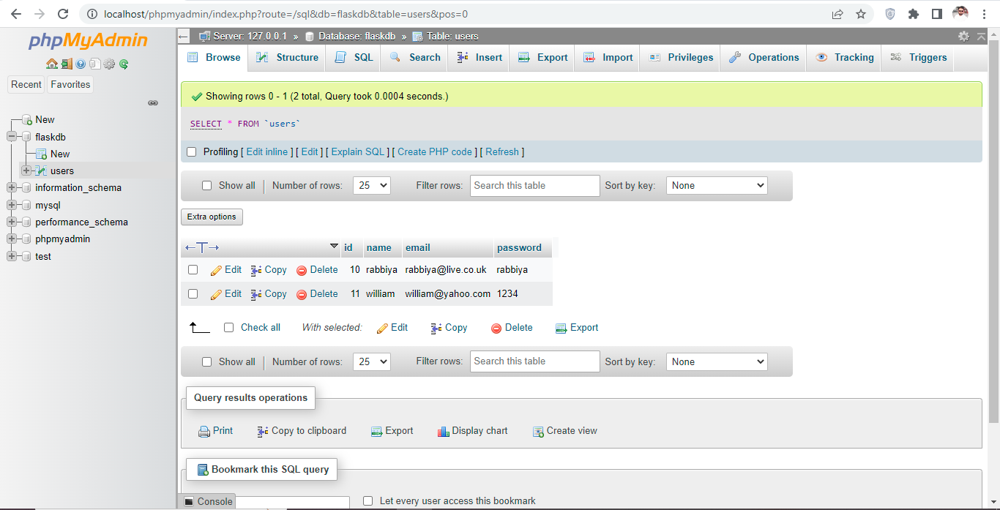 localhost/phpmyadmin/index.php?route=/sql&db=flaskdb&table=users&pos=0
phpMyAdmin
Recent Favorites
New
flaskdb
New
users
information_schema
mysql
performance_schema
phpmyadmin
test
Server: 127.0.0.1 » Database: flaskdb » Table: users
Browse Structure SQL Search Insert Export Import Privileges Operations Tracking Triggers
Showing rows 0 - 1 (2 total, Query took 0.0004 seconds.)
SELECT * FROM `users`
Profiling [ Edit inline ] [ Edit ] [ Explain SQL ] [ Create PHP code ] [ Refresh ]
Show all Number of rows: 25 Filter rows: Search this table Sort by key: None
Extra options
←T→ id name email password
Edit Copy Delete 10 rabbiya rabbiya@live.co.uk rabbiya
Edit Copy Delete 11 william william@yahoo.com 1234
Check all With selected: Edit Copy Delete Export
Show all Number of rows: 25 Filter rows: Search this table Sort by key: None
Query results operations
Print Copy to clipboard Export Display chart Create view
Bookmark this SQL query
Console Let every user access this bookmark